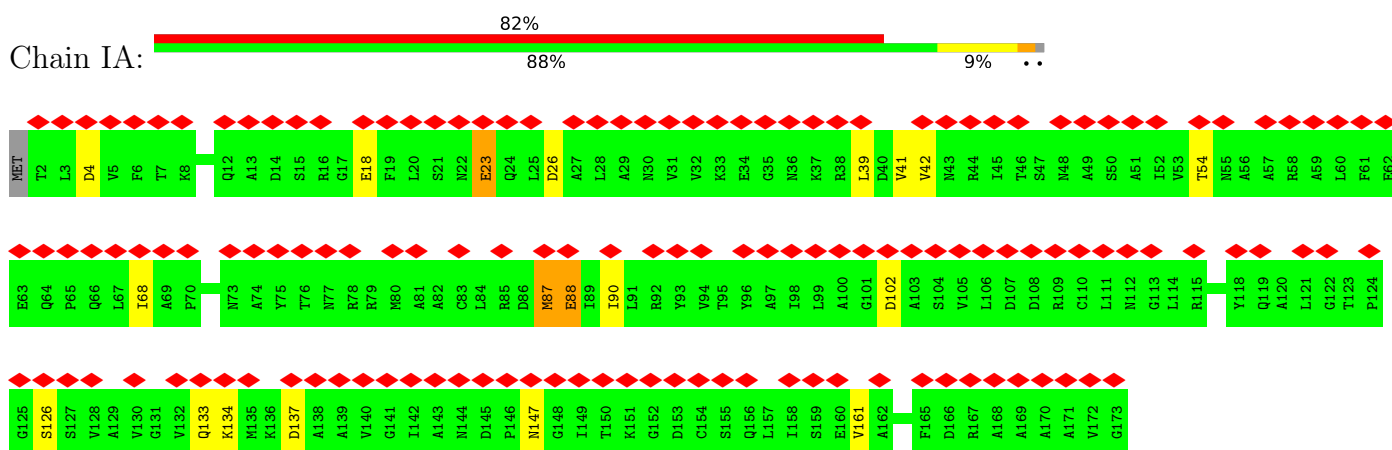 82%
Chain IA:
88% 9% • •
MET T2 L3 D4 V5 F6 T7 K8 Q12 A13 D14 S15 R16 G17 E18 F19 L20 S21 N22 E23 Q24 L25 D26 A27 L28 A29 N30 V31 V32 K33 E34 G35 N36 K37 R38 L39 D40 V41 V42 N43 R44 I45 T46 S47 N48 A49 S50 A51 I52 V53 T54 N55 A56 A57 R58 A59 L60 F61 E62
E63 Q64 P65 Q66 L67 I68 A69 P70 N73 A74 Y75 T76 N77 R78 R79 M80 A81 A82 C83 L84 R85 D86 M87 E88 I89 I90 L91 R92 Y93 V94 T95 Y96 A97 I98 L99 A100 G101 D102 A103 S104 V105 L106 D107 D108 R109 C110 L111 N112 G113 L114 R115 Y118 Q119 A120 L121 G122 T123 P124
G125 S126 S127 V128 A129 V130 G131 V132 Q133 K134 M135 K136 D137 A138 A139 V140 G141 I142 A143 N144 D145 P146 N147 G148 I149 T150 K151 G152 D153 C154 S155 Q156 L157 I158 S159 E160 V161 A162 F165 D166 R167 A168 A169 A170 A171 V172 G173